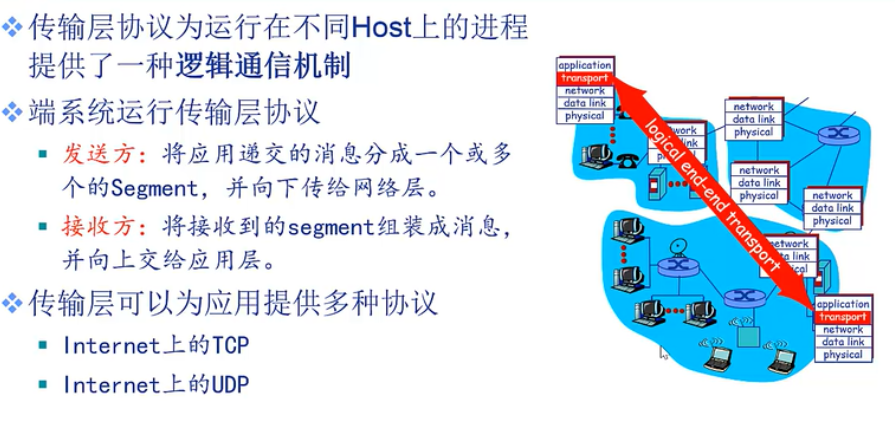 传输层协议为运行在不同Host上的进程
提供了一种逻辑通信机制
端系统运行传输层协议
发送方：将应用递交的消息分成一个或多
个的Segment，并向下传给网络层。
接收方：将接收到的segment组装成消息，
并向上交给应用层。
传输层可以为应用提供多种协议
Internet上的TCP
Internet上的UDP
application
transport
network
data link
physical
network
data link
physical
network
data link
physical
network
data link
physical
logical end-end transport
application
transport
network
data link
physical